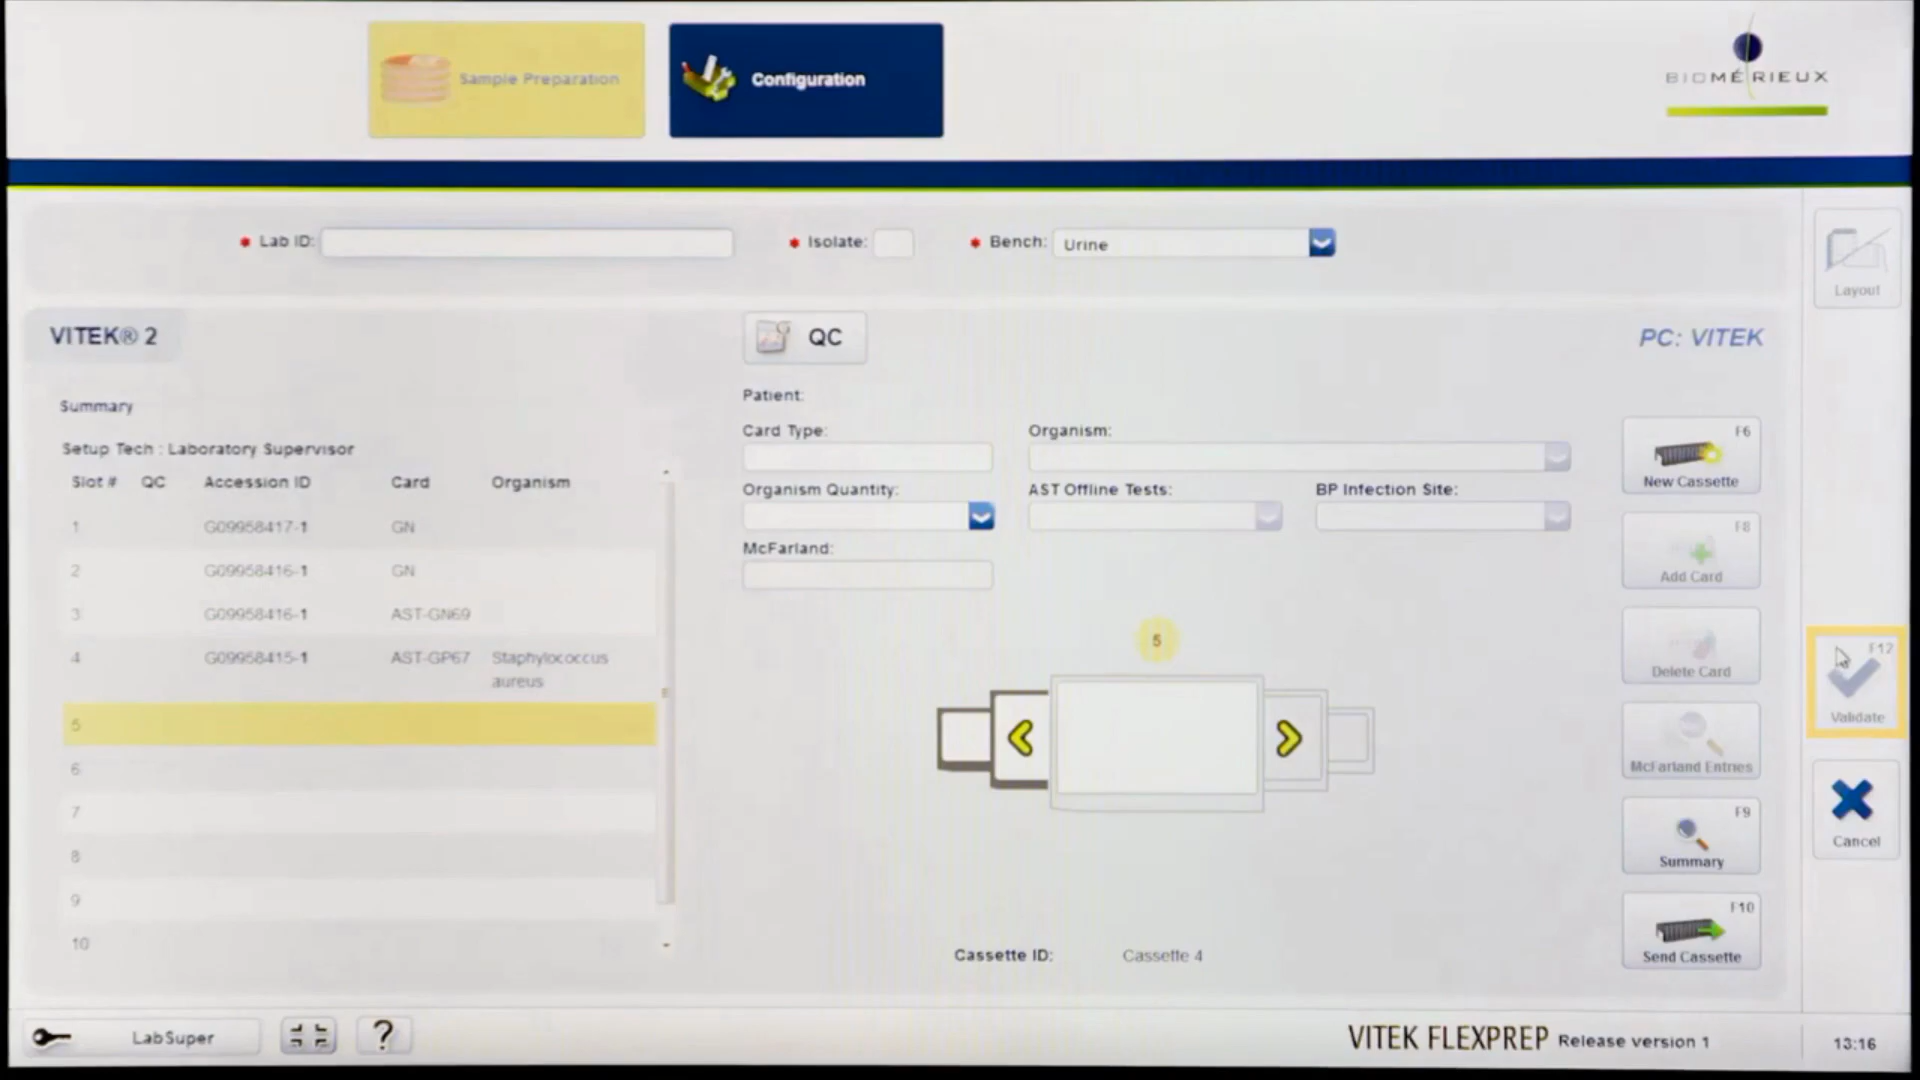 Sample Preparation
Configuration
BIOMÉRIEUX
Lab ID:
Isolate:
Bench: Urine
Layout
VITEK® 2
QC
PC: VITEK
Summary
Setup Tech : Laboratory Supervisor
Slot # QC Accession ID Card Organism
1 G09958417-1 GN
2 G09958416-1 GN
3 G09958416-1 AST-GN69
4 G09958415-1 AST-GP67 Staphylococcus
aureus
5
6
7
8
9
10
Patient:
Card Type: Organism:
Organism Quantity: AST Offline Tests: BP Infection Site:
McFarland:
5
Cassette ID: Cassette 4
F6
New Cassette
F8
Add Card
Delete Card
McFarland Entries
F9
Summary
F10
Send Cassette
F12
Validate
Cancel
LabSuper
?
VITEK FLEXPREP Release version 1
13:16